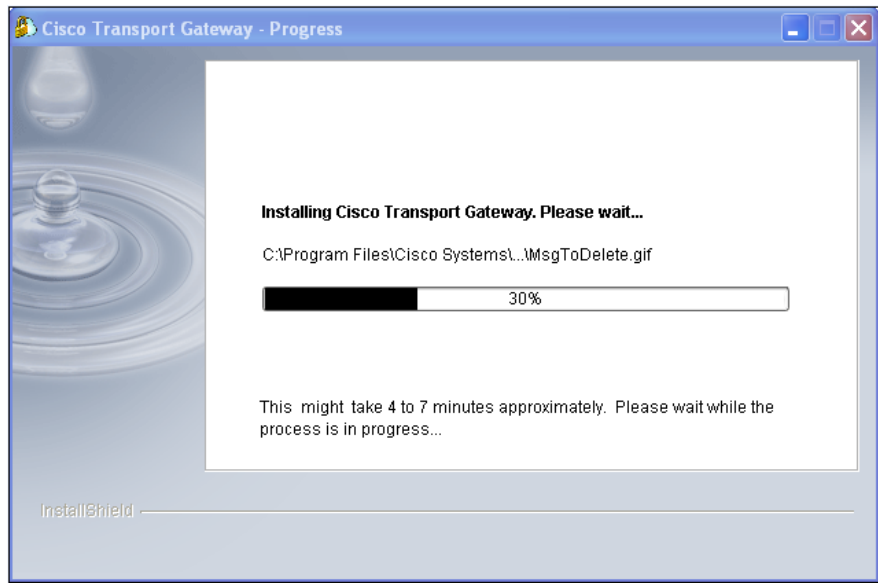 Cisco Transport Gateway - Progress
Installing Cisco Transport Gateway. Please wait...
C:\Program Files\Cisco Systems\...\MsgToDelete.gif
30%
This might take 4 to 7 minutes approximately. Please wait while the
process is in progress...
InstallShield